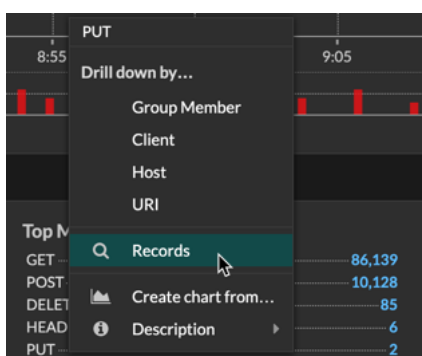 PUT
8:55
9:05
Drill down by...
Group Member
Client
Host
URI
Records
Create chart from...
Description
Top M
GET 86,139
POST 10,128
DELET 85
HEAD 6
PUT 2